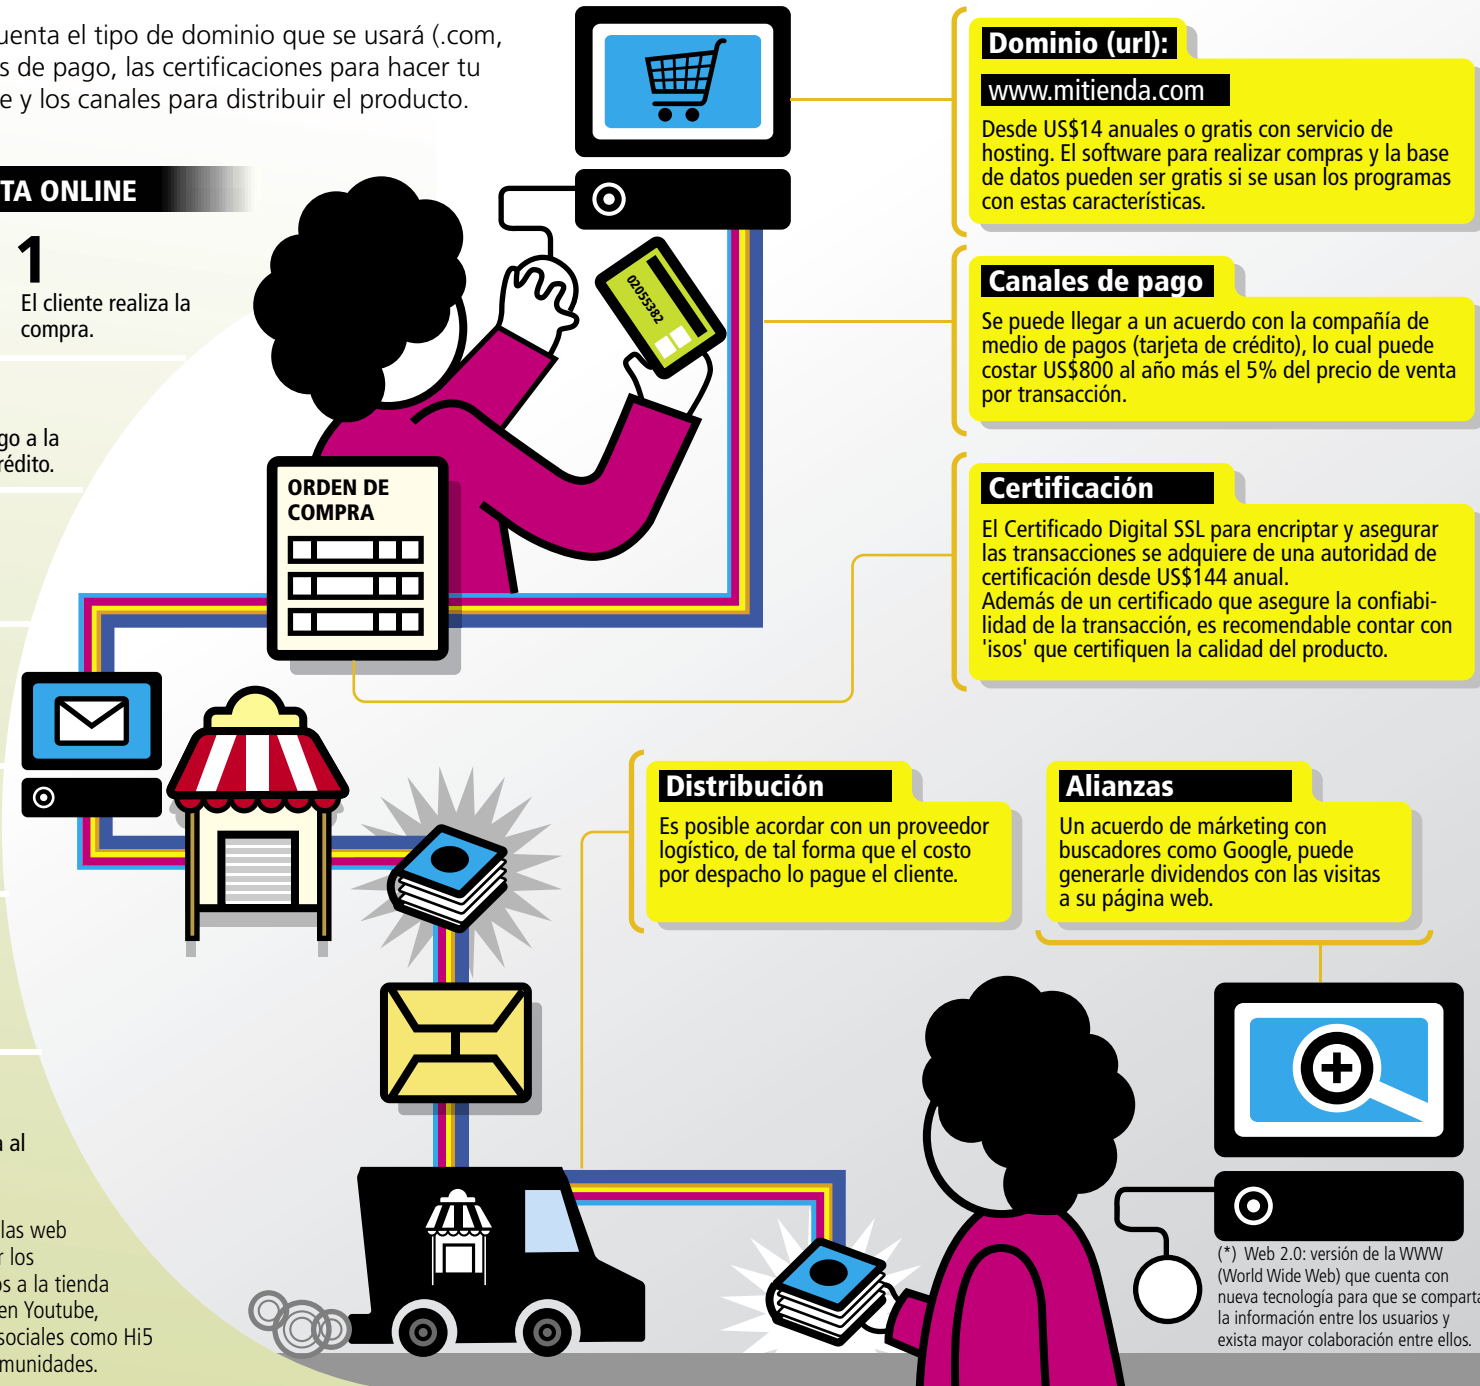 uenta el tipo de dominio que se usará (.com,
s de pago, las certificaciones para hacer tu
e y los canales para distribuir el producto.
TA ONLINE
1
El cliente realiza la
compra.
go a la
rédito.
a al
las web
r los
os a la tienda
en Youtube,
sociales como Hi5
munidades.
02055382
ORDEN DE
COMPRA
Dominio (url):
www.mitienda.com
Desde US$14 anuales o gratis con servicio de
hosting. El software para realizar compras y la base
de datos pueden ser gratis si se usan los programas
con estas características.
Canales de pago
Se puede llegar a un acuerdo con la compañía de
medio de pagos (tarjeta de crédito), lo cual puede
costar US$800 al año más el 5% del precio de venta
por transacción.
Certificación
El Certificado Digital SSL para encriptar y asegurar
las transacciones se adquiere de una autoridad de
certificación desde US$144 anual.
Además de un certificado que asegure la confiabi-
lidad de la transacción, es recomendable contar con
'isos' que certifiquen la calidad del producto.
Distribución
Es posible acordar con un proveedor
logístico, de tal forma que el costo
por despacho lo pague el cliente.
Alianzas
Un acuerdo de márketing con
buscadores como Google, puede
generarle dividendos con las visitas
a su página web.
(*) Web 2.0: versión de la WWW
(World Wide Web) que cuenta con
nueva tecnología para que se comparta
la información entre los usuarios y
exista mayor colaboración entre ellos.